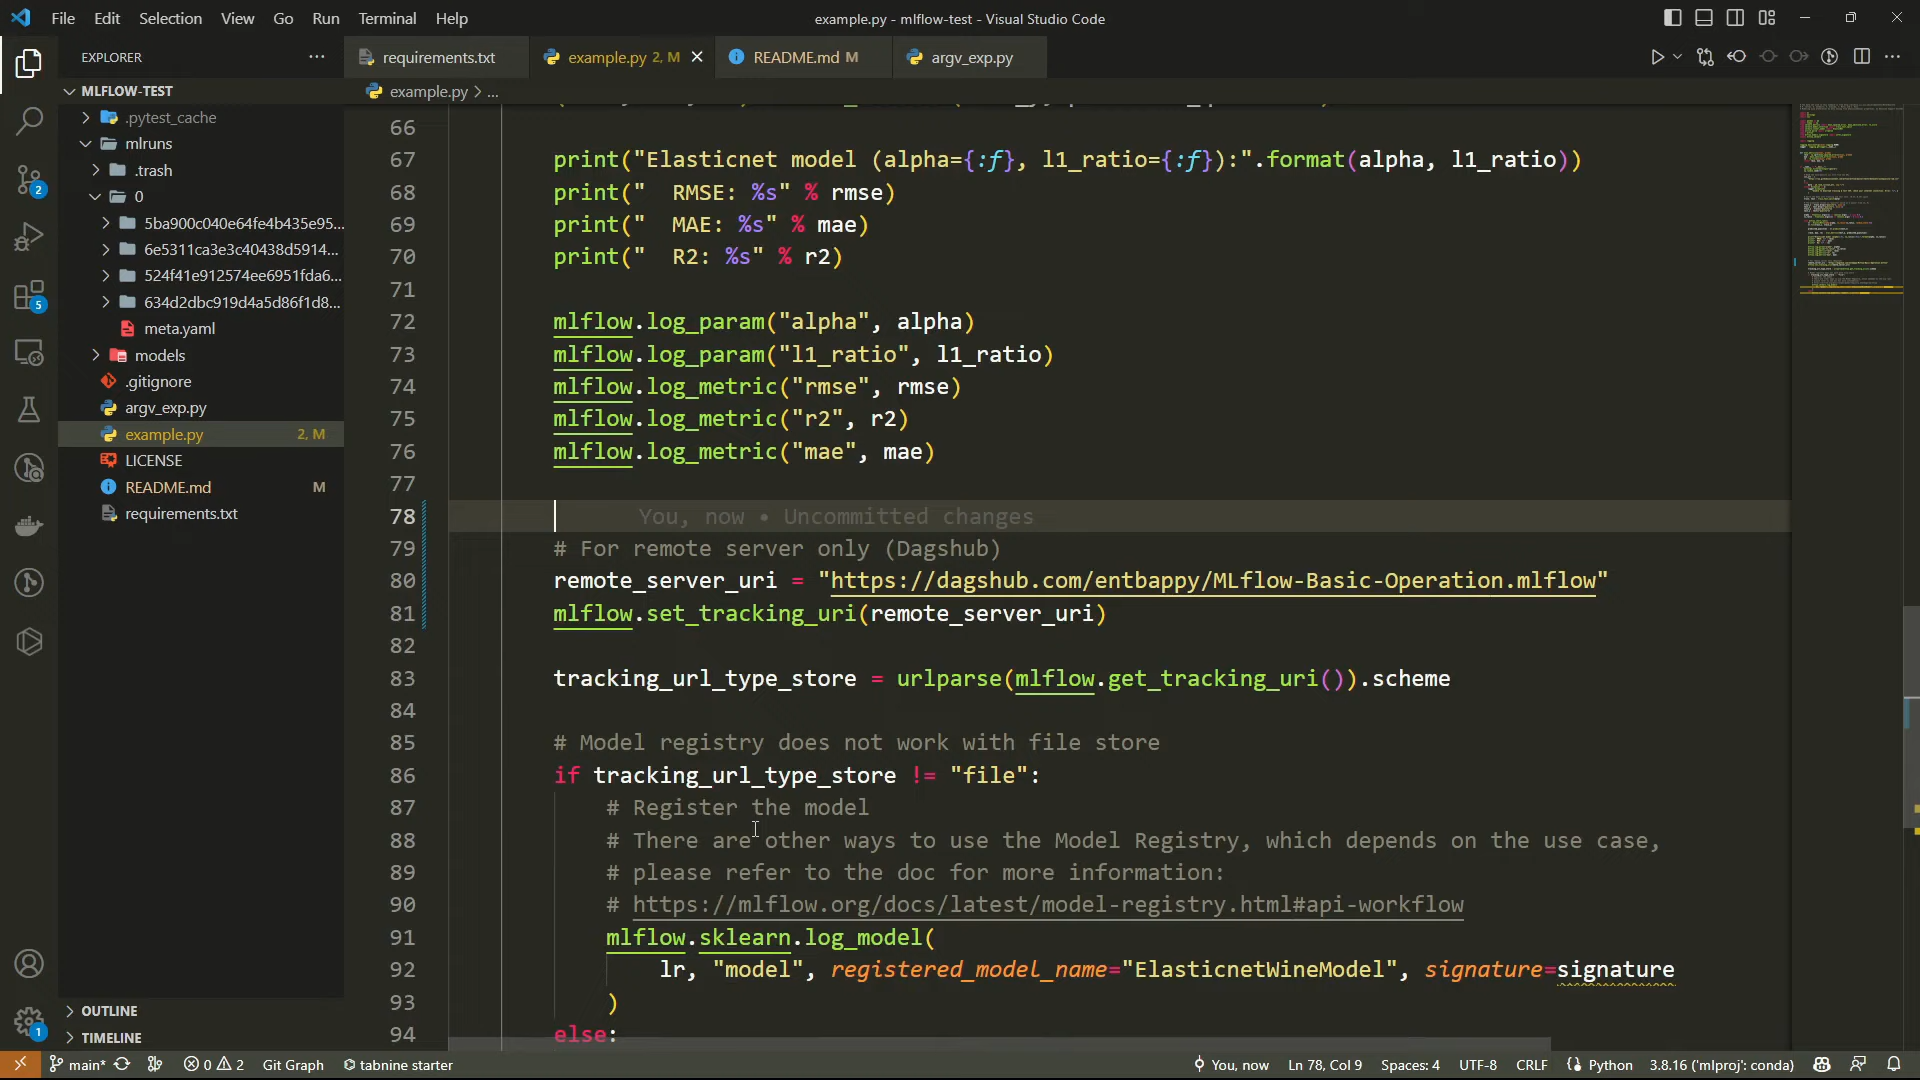 File Edit Selection View Go Run Terminal Help
example.py - mlflow-test - Visual Studio Code
EXPLORER
requirements.txt
example.py 2, M
README.md M
argv_exp.py
MLFLOW-TEST
example.py > ...
.pytest_cache
mlruns
.trash
0
5ba900c040e64fe4b435e95...
6e5311ca3e3c40438d5914...
524f41e912574ee6951fda6...
634d2dbc919d4a5d86f1d8...
meta.yaml
models
.gitignore
argv_exp.py
example.py 2, M
LICENSE
README.md M
requirements.txt
OUTLINE
TIMELINE
2
5
1
66
67 print("Elasticnet model (alpha={:f}, l1_ratio={:f}):".format(alpha, l1_ratio))
68 print("  RMSE: %s" % rmse)
69 print("  MAE: %s" % mae)
70 print("  R2: %s" % r2)
71
72 mlflow.log_param("alpha", alpha)
73 mlflow.log_param("l1_ratio", l1_ratio)
74 mlflow.log_metric("rmse", rmse)
75 mlflow.log_metric("r2", r2)
76 mlflow.log_metric("mae", mae)
77
78 You, now • Uncommitted changes
79 # For remote server only (Dagshub)
80 remote_server_uri = "https://dagshub.com/entbappy/MLflow-Basic-Operation.mlflow"
81 mlflow.set_tracking_uri(remote_server_uri)
82
83 tracking_url_type_store = urlparse(mlflow.get_tracking_uri()).scheme
84
85 # Model registry does not work with file store
86 if tracking_url_type_store != "file":
87 # Register the model
88 # There are other ways to use the Model Registry, which depends on the use case,
89 # please refer to the doc for more information:
90 # https://mlflow.org/docs/latest/model-registry.html#api-workflow
91 mlflow.sklearn.log_model(
92 lr, "model", registered_model_name="ElasticnetWineModel", signature=signature
93 )
94 else:
main* 0 2 Git Graph tabnine starter
You, now Ln 78, Col 9 Spaces: 4 UTF-8 CRLF Python 3.8.16 ('mlproj': conda)